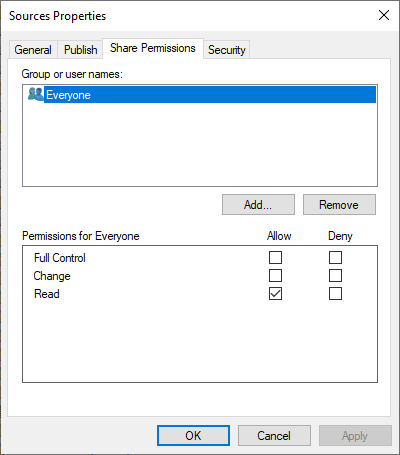 Sources Properties
General Publish Share Permissions Security
Group or user names:
Everyone
Add... Remove
Permissions for Everyone Allow Deny
Full Control
Change
Read
OK Cancel Apply